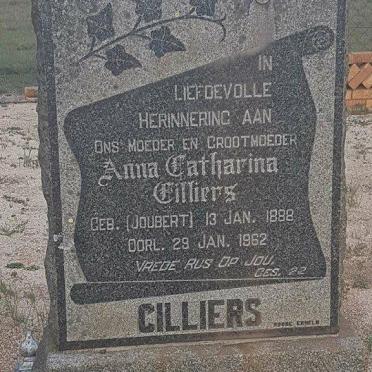 IN
LIEFDEVOLLE
HERINNERING AAN
ONS MOEDER EN GROOTMOEDER
Anna Catharina
Cilliers
GEB. (JOUBERT) 13 JAN. 1888
OORL. 29 JAN. 1962
VREDE RUS OP JOU.
GES. 22
CILLIERS
ERMELO